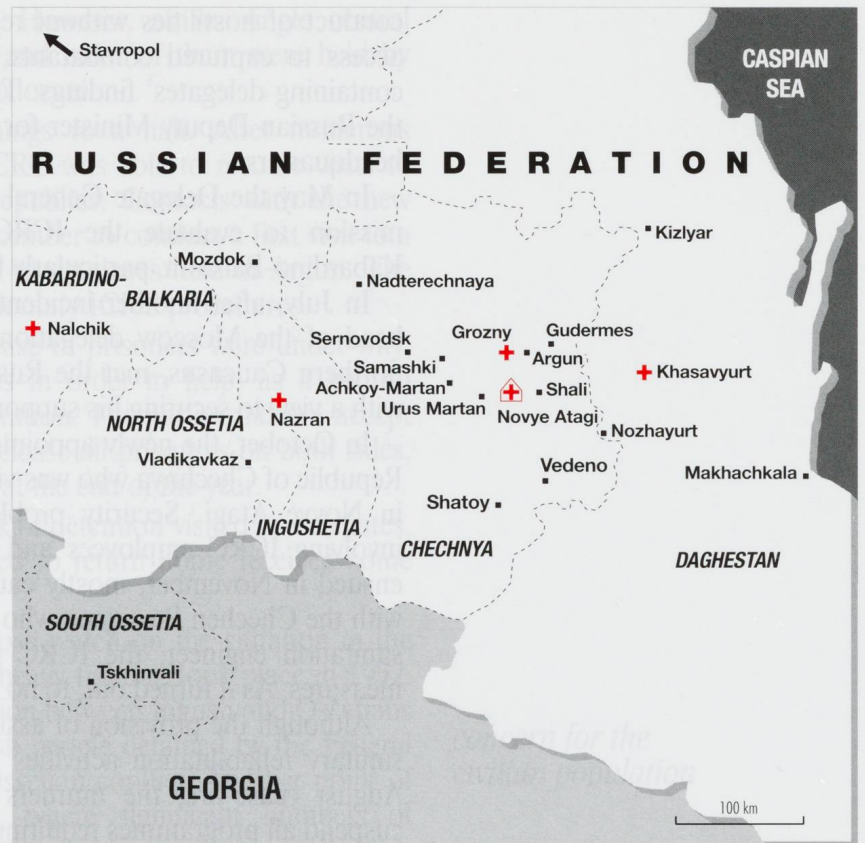 Stavropol
CASPIAN
SEA
RUSSIAN FEDERATION
Kizlyar
Mozdok
KABARDINO-
BALKARIA
Nadterechnaya
Nalchik
Sernovodsk
Grozny
Gudermes
Argun
Samashki
Khasavyurt
Achkoy-Martan
Shali
Urus Martan
Novye Atagi
Nazran
NORTH OSSETIA
Nozhayurt
Vladikavkaz
Vedeno
Makhachkala
Shatoy
INGUSHETIA
CHECHNYA
DAGHESTAN
SOUTH OSSETIA
Tskhinvali
GEORGIA
100 km